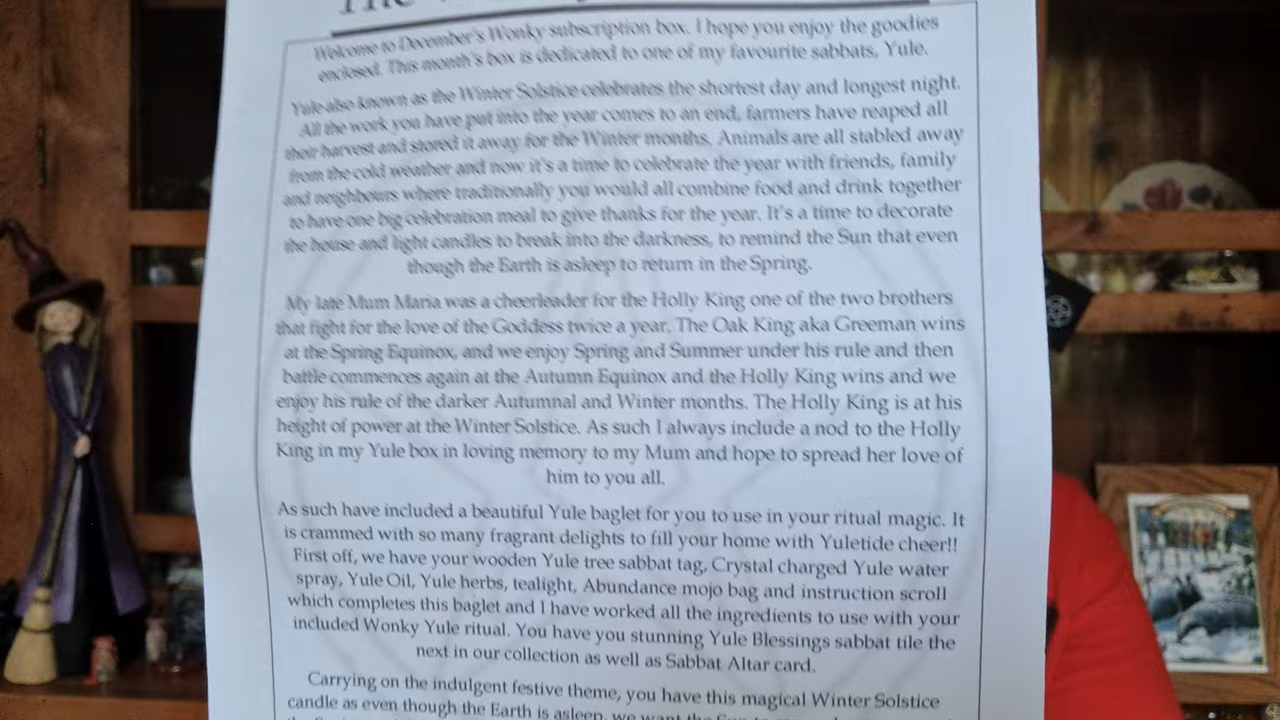 The
Welcome to December's Wonky subscription box. I hope you enjoy the goodies
enclosed. This month's box is dedicated to one of my favourite sabbats, Yule.
Yule also known as the Winter Solstice celebrates the shortest day and longest night.
All the work you have put into the year comes to an end, farmers have reaped all
their harvest and stored it away for the Winter months. Animals are all stabled away
from the cold weather and now it's a time to celebrate the year with friends, family
and neighbours where traditionally you would all combine food and drink together
to have one big celebration meal to give thanks for the year. It's a time to decorate
the house and light candles to break into the darkness, to remind the Sun that even
though the Earth is asleep to return in the Spring.
My late Mum Maria was a cheerleader for the Holly King one of the two brothers
that fight for the love of the Goddess twice a year. The Oak King aka Greeman wins
at the Spring Equinox, and we enjoy Spring and Summer under his rule and then
battle commences again at the Autumn Equinox and the Holly King wins and we
enjoy his rule of the darker Autumnal and Winter months. The Holly King is at his
height of power at the Winter Solstice. As such I always include a nod to the Holly
King in my Yule box in loving memory to my Mum and hope to spread her love of
him to you all.
As such have included a beautiful Yule baglet for you to use in your ritual magic. It
is crammed with so many fragrant delights to fill your home with Yuletide cheer!!
First off, we have your wooden Yule tree sabbat tag, Crystal charged Yule water
spray, Yule Oil, Yule herbs, tealight, Abundance mojo bag and instruction scroll
which completes this baglet and I have worked all the ingredients to use with your
included Wonky Yule ritual. You have you stunning Yule Blessings sabbat tile the
next in our collection as well as Sabbat Altar card.
Carrying on the indulgent festive theme, you have this magical Winter Solstice
candle as even though the Earth is asleep, we want the Sun to